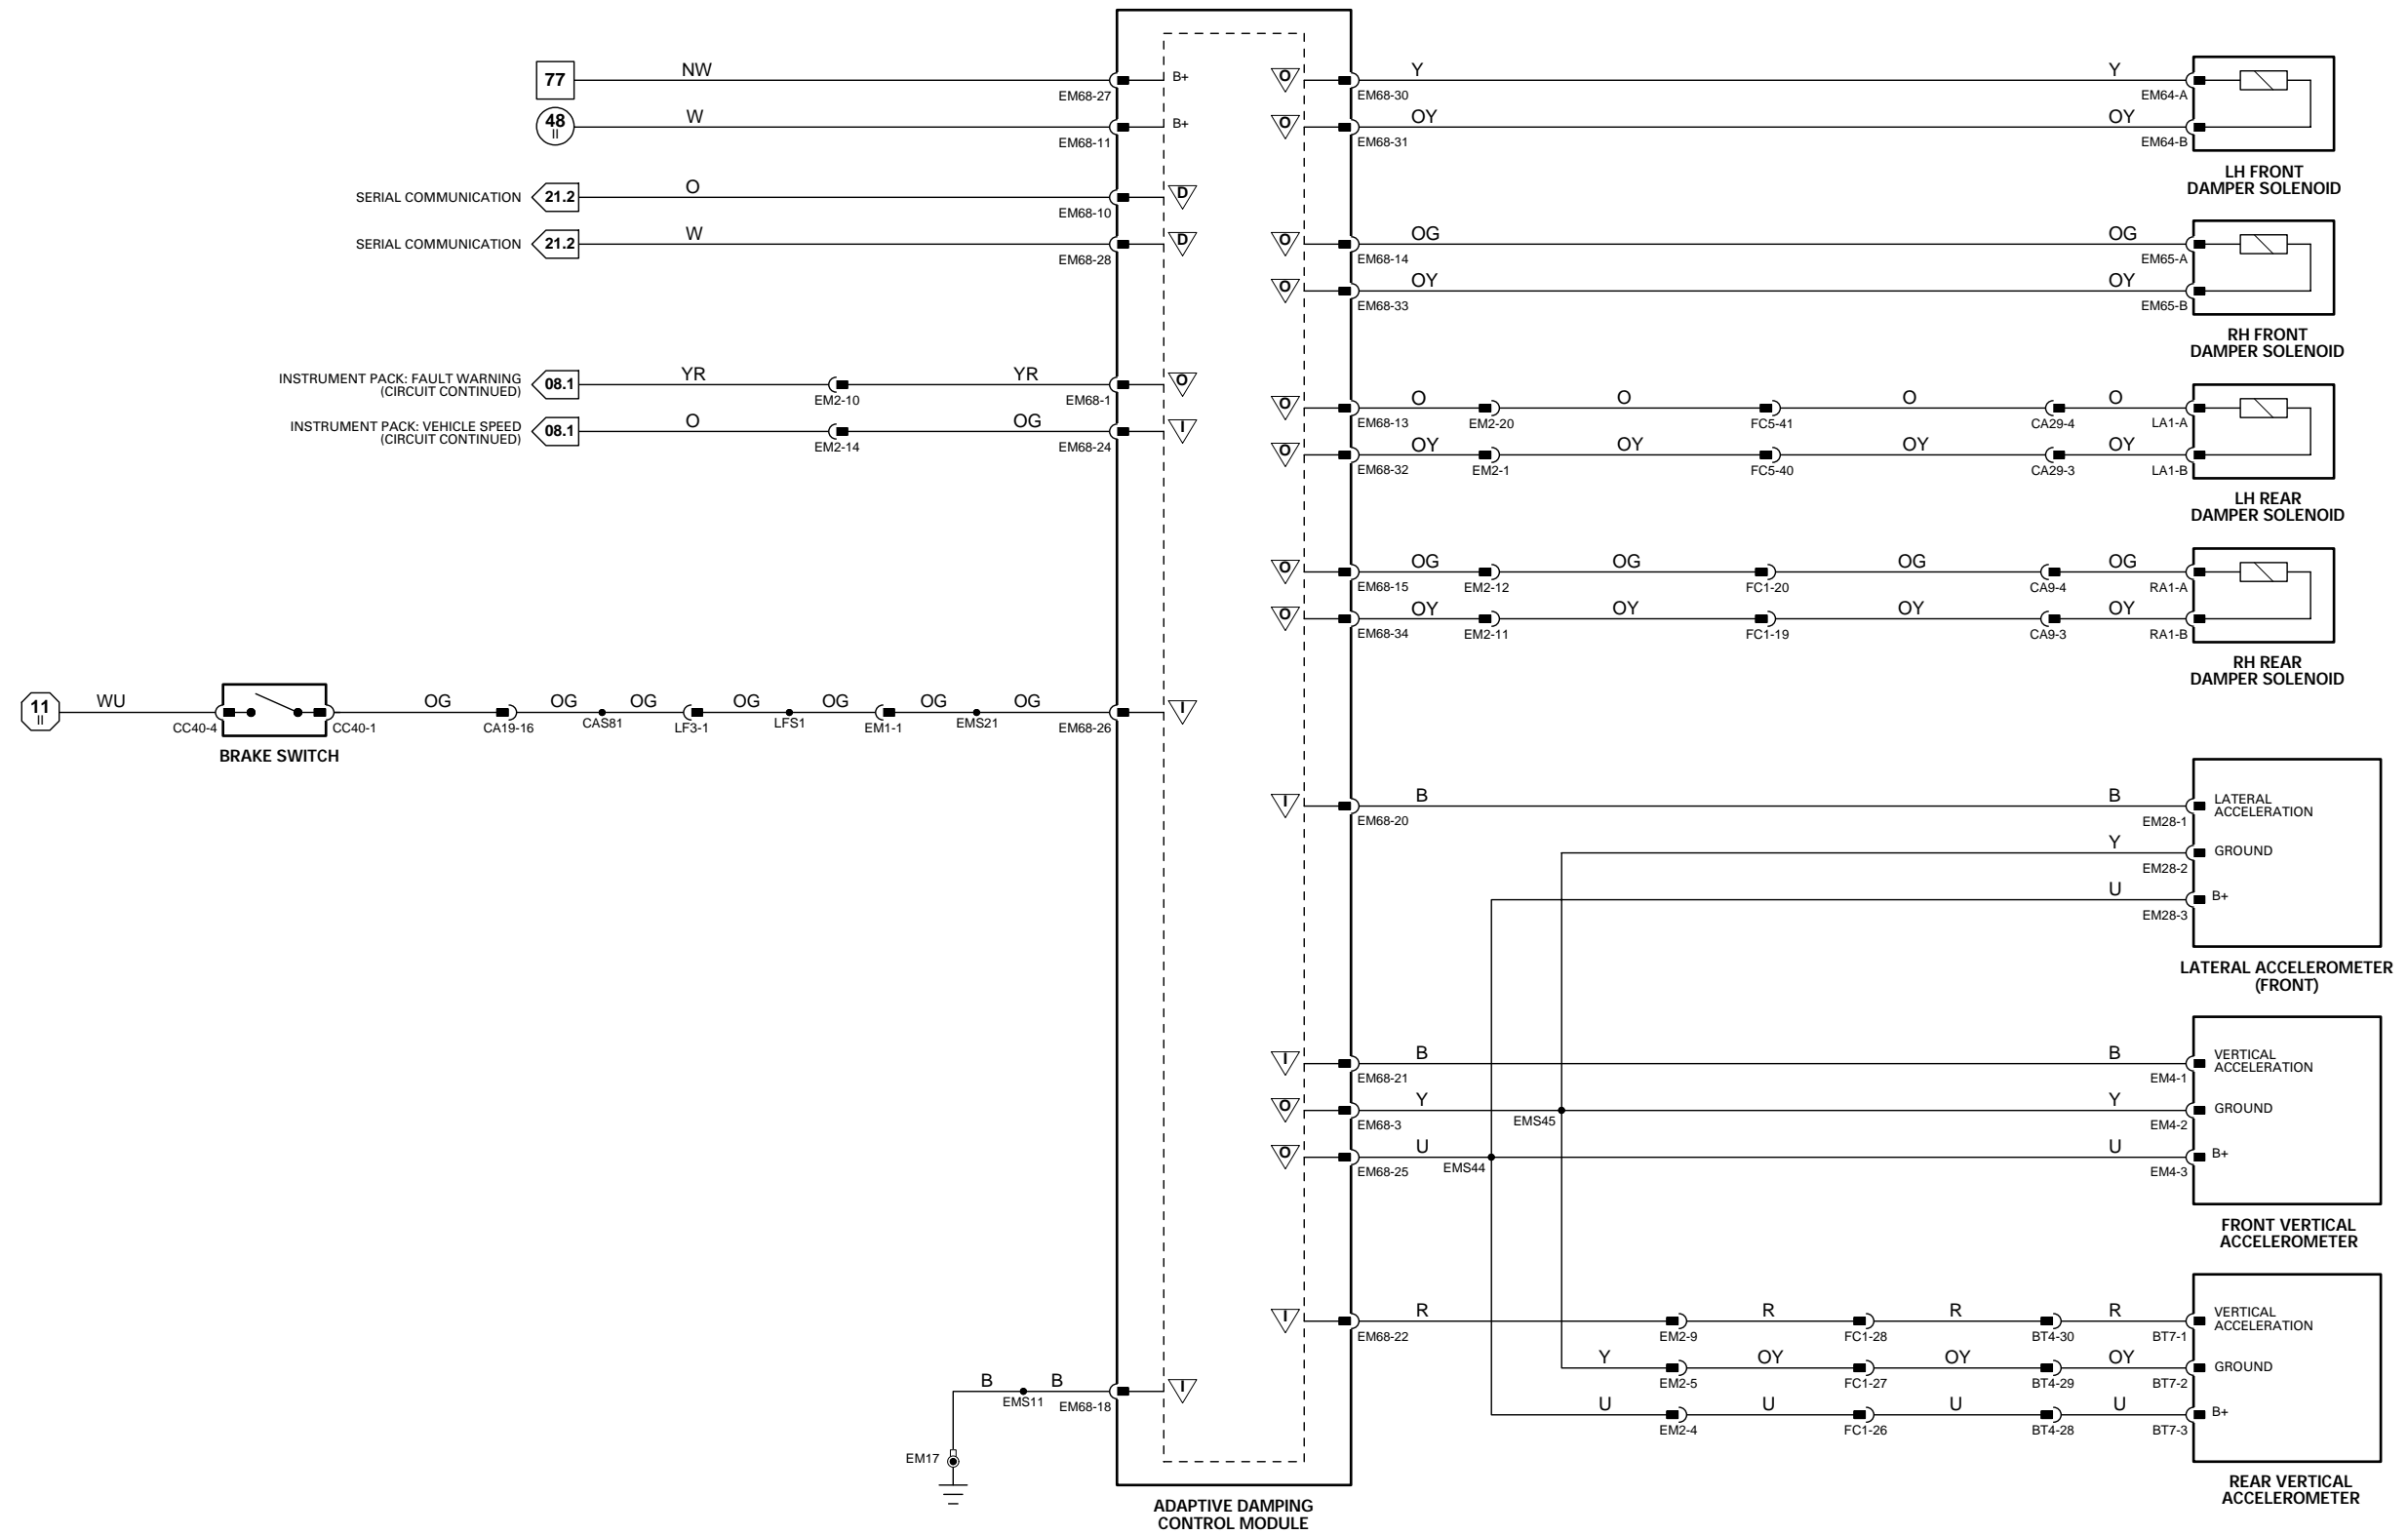 77 NW EM68-27 B+
48 II W EM68-11 B+
SERIAL COMMUNICATION 21.2 O EM68-10 D
SERIAL COMMUNICATION 21.2 W EM68-28 D
INSTRUMENT PACK: FAULT WARNING
(CIRCUIT CONTINUED) 08.1 YR EM2-10 YR EM68-1 O
INSTRUMENT PACK: VEHICLE SPEED
(CIRCUIT CONTINUED) 08.1 O EM2-14 OG EM68-24 I
11 II WU CC40-4 CC40-1 OG CA19-16 OG CAS81 OG LF3-1 OG LFS1 OG EM1-1 OG EMS21 OG EM68-26 I
BRAKE SWITCH
B EMS11 B EM68-18 I
EM17
ADAPTIVE DAMPING
CONTROL MODULE
O EM68-30 Y Y EM64-A
O EM68-31 OY OY EM64-B
LH FRONT
DAMPER SOLENOID
O EM68-14 OG OG EM65-A
O EM68-33 OY OY EM65-B
RH FRONT
DAMPER SOLENOID
O EM68-13 O EM2-20 O FC5-41 O CA29-4 O LA1-A
O EM68-32 OY EM2-1 OY FC5-40 OY CA29-3 OY LA1-B
LH REAR
DAMPER SOLENOID
O EM68-15 OG EM2-12 OG FC1-20 OG CA9-4 OG RA1-A
O EM68-34 OY EM2-11 OY FC1-19 OY CA9-3 OY RA1-B
RH REAR
DAMPER SOLENOID
I EM68-20 B B EM28-1 LATERAL
ACCELERATION
Y EM28-2 GROUND
U EM28-3 B+
LATERAL ACCELEROMETER
(FRONT)
I EM68-21 B B EM4-1 VERTICAL
ACCELERATION
O EM68-3 Y EMS45 Y EM4-2 GROUND
O EM68-25 U EMS44 U EM4-3 B+
FRONT VERTICAL
ACCELEROMETER
I EM68-22 R EM2-9 R FC1-28 R BT4-30 R BT7-1 VERTICAL
ACCELERATION
Y EM2-5 OY FC1-27 OY BT4-29 OY BT7-2 GROUND
U EM2-4 U FC1-26 U BT4-28 U BT7-3 B+
REAR VERTICAL
ACCELEROMETER